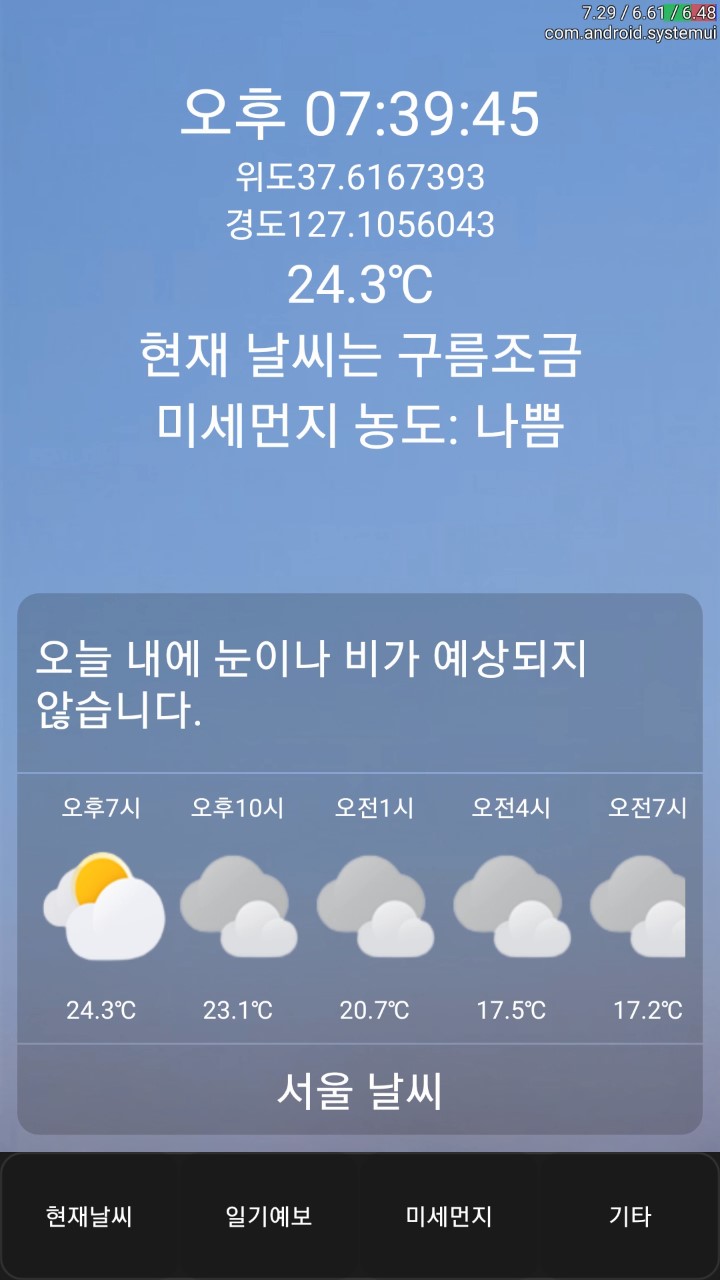 7.29 / 6.61 / 6.48
com.android.systemui
오후 07:39:45
위도37.6167393
경도127.1056043
24.3℃
현재 날씨는 구름조금
미세먼지 농도: 나쁨
오늘 내에 눈이나 비가 예상되지
않습니다.
오후7시 오후10시 오전1시 오전4시 오전7시
24.3℃ 23.1℃ 20.7℃ 17.5℃ 17.2℃
서울 날씨
현재날씨 일기예보 미세먼지 기타